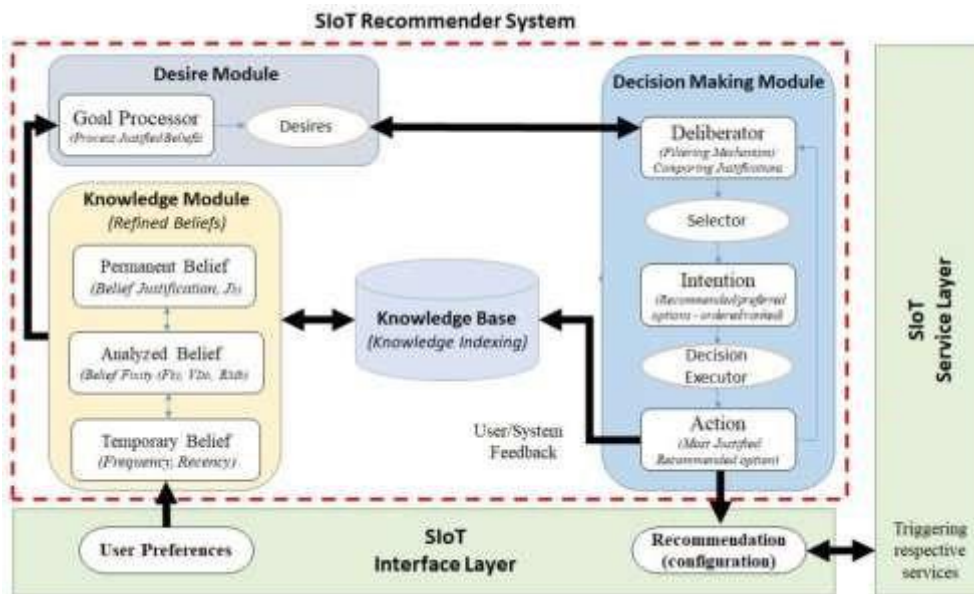 SIoT Recommender System
Desire Module
Goal Processor
(Process Justified Beliefs)
Desires
Decision Making Module
Deliberator
(Filtering Mechanism)
Comparing Justifications
Selector
Intention
(Recommended/preferred
options - ordered/ranked)
Decision
Executor
Action
(Most Justified
Recommended option)
Knowledge Module
(Refined Beliefs)
Permanent Belief
(Belief Justification,
Analyzed Belief
(Belief Fixity
Temporary Belief
(Frequency, Recency)
Knowledge Base
(Knowledge Indexing)
User/System
Feedback
User Preferences
SIoT
Interface Layer
Recommendation
(configuration)
SIoT
Service Layer
Triggering
respective
services